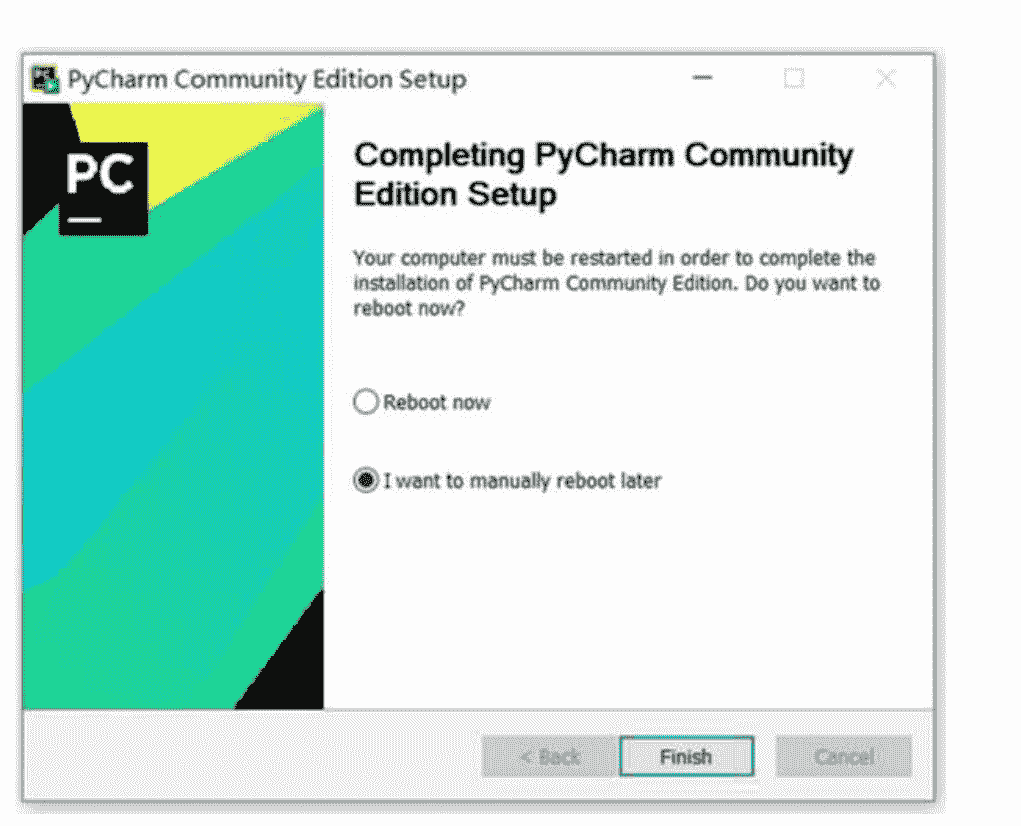 PyCharm Community Edition Setup
PC
Completing PyCharm Community
Edition Setup
Your computer must be restarted in order to complete the
installation of PyCharm Community Edition. Do you want to
reboot now?
Reboot now
I want to manually reboot later
< Back
Finish
Cancel